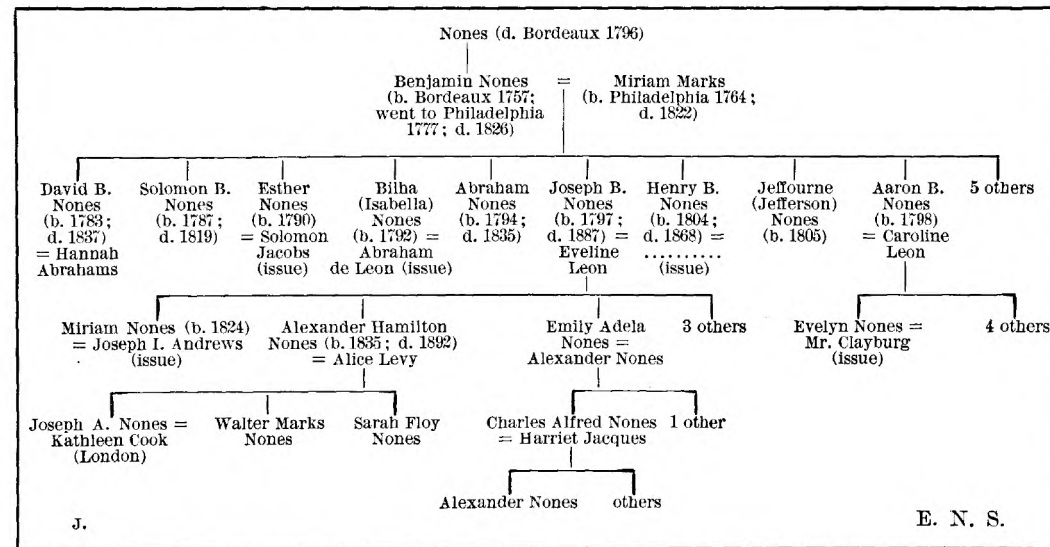 Nones (d. Bordeaux 1796)
Benjamin Nones = Miriam Marks
(b. Bordeaux 1757; (b. Philadelphia 1764;
went to Philadelphia d. 1822)
1777; d. 1826)
David B.
Nones
(b. 1783;
d. 1837)
= Hannah
Abrahams
Solomon B.
Nones
(b. 1787;
d. 1819)
Esther
Nones
(b. 1790)
= Solomon
Jacobs
(issue)
Bilha
(Isabella)
Nones
(b. 1792) =
Abraham
de Leon (issue)
Abraham
Nones
(b. 1794;
d. 1835)
Joseph B.
Nones
(b. 1797;
d. 1887) =
Eveline
Leon
Henry B.
Nones
(b. 1804;
d. 1868) =
..........
(issue)
Jeffourne
(Jefferson)
Nones
(b. 1805)
Aaron B.
Nones
(b. 1798)
= Caroline
Leon
5 others
Miriam Nones (b. 1824)
= Joseph I. Andrews
(issue)
Alexander Hamilton
Nones (b. 1835; d. 1892)
= Alice Levy
Emily Adela
Nones =
Alexander Nones
3 others
Evelyn Nones =
Mr. Clayburg
(issue)
4 others
Joseph A. Nones =
Kathleen Cook
(London)
Walter Marks
Nones
Sarah Floy
Nones
Charles Alfred Nones
= Harriet Jacques
1 other
Alexander Nones
others
J.
E. N. S.